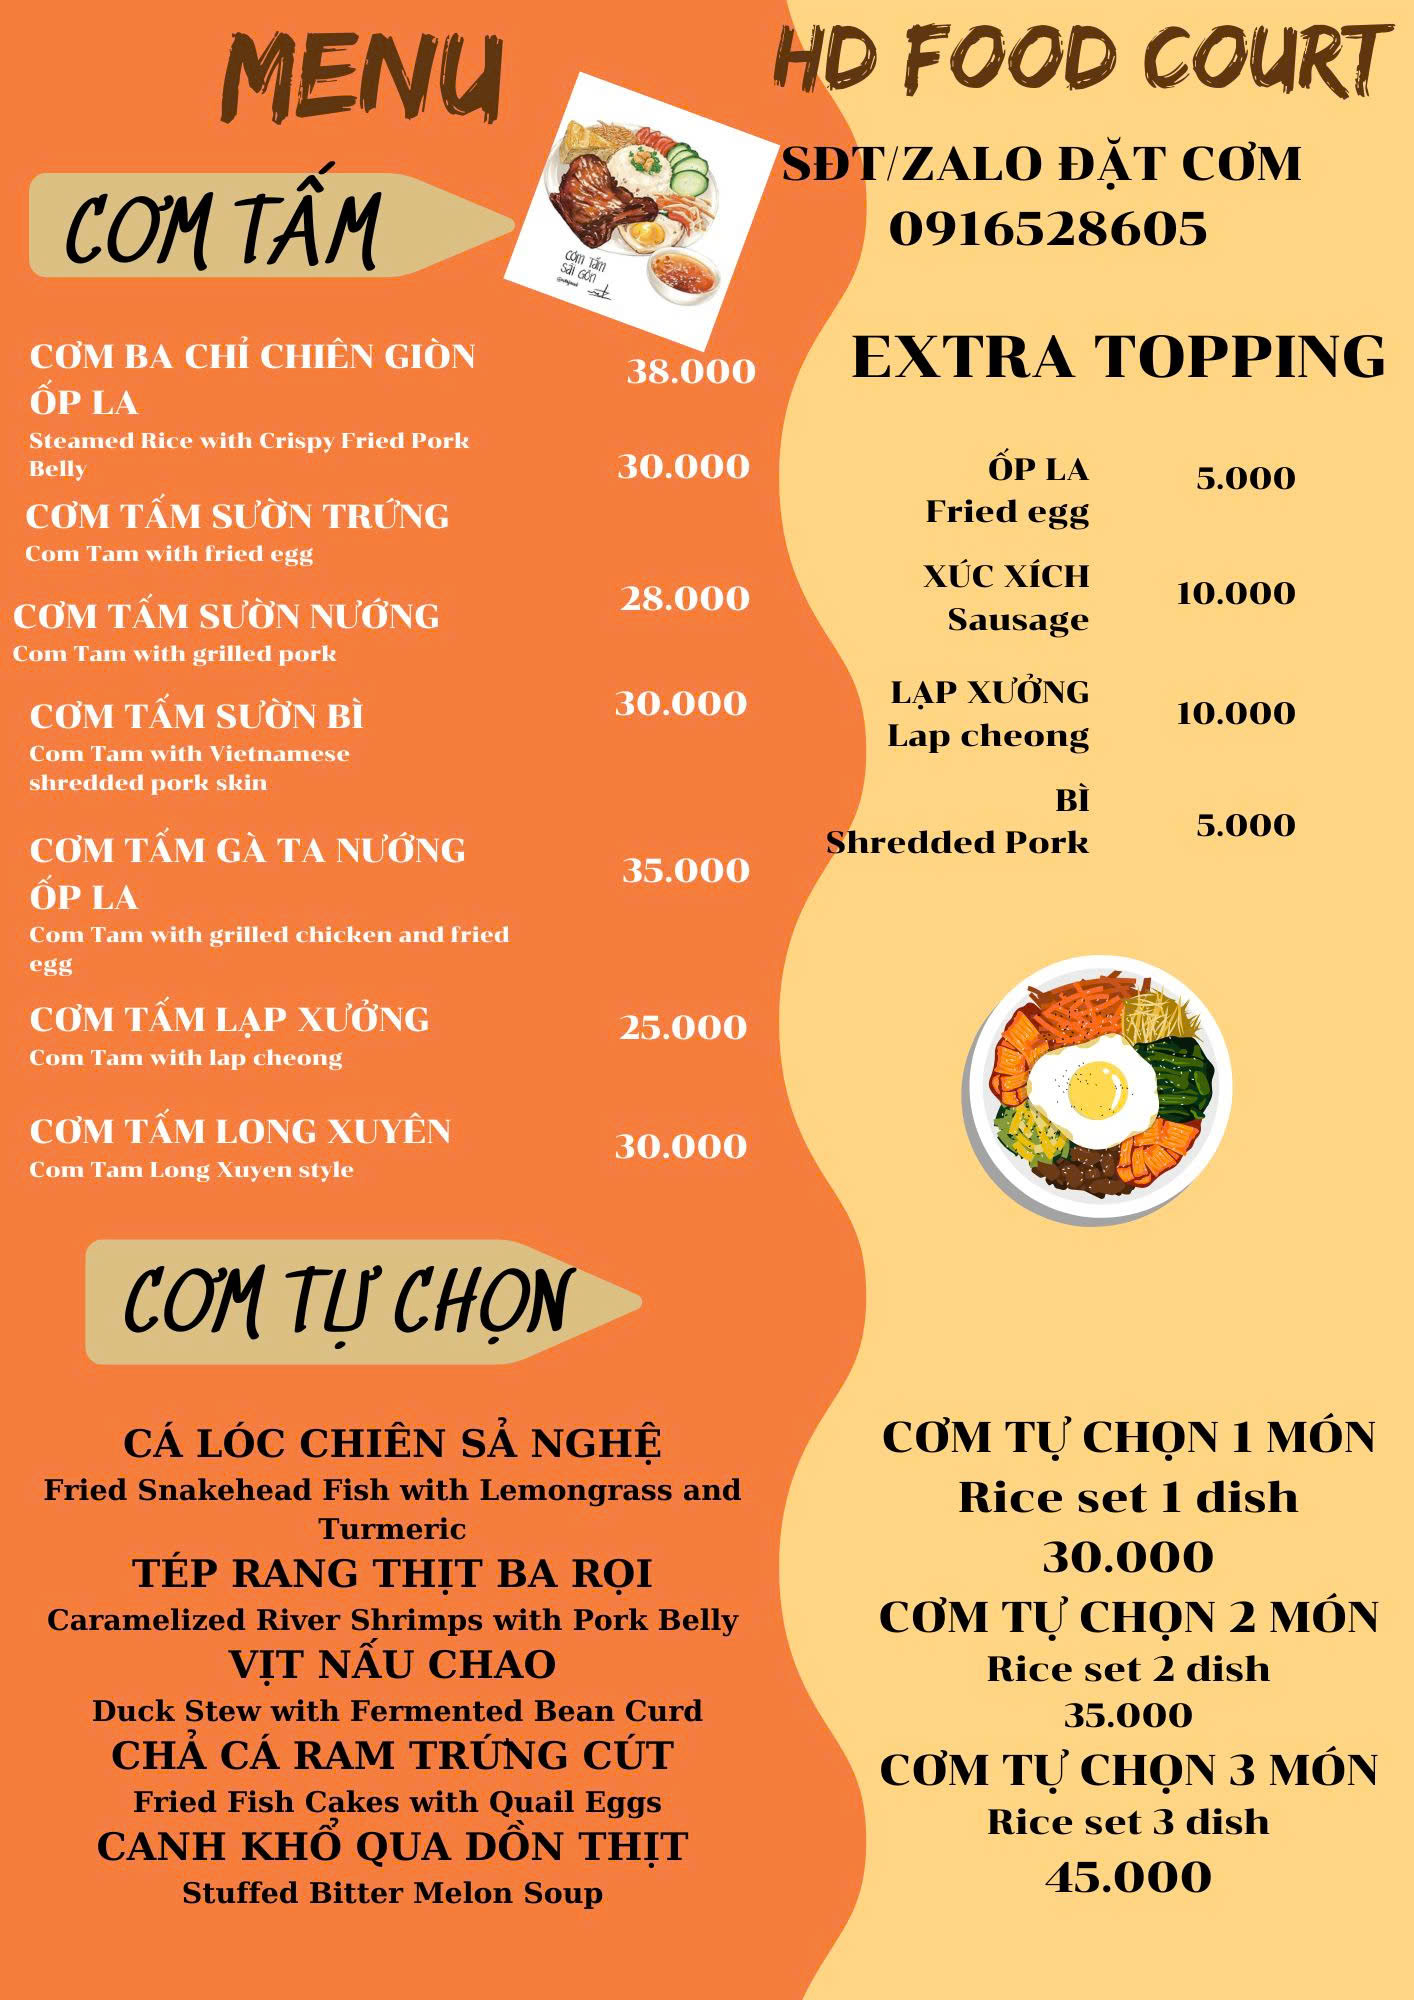 MENU
HD FOOD COURT
SĐT/ZALO ĐẶT CƠM
0916528605
CƠM TẤM
Cơm Tấm
Sài Gòn
CƠM BA CHỈ CHIÊN GIÒN
ỐP LA
38.000
Steamed Rice with Crispy Fried Pork
Belly
30.000
CƠM TẤM SƯỜN TRỨNG
Com Tam with fried egg
28.000
CƠM TẤM SƯỜN NƯỚNG
Com Tam with grilled pork
30.000
CƠM TẤM SƯỜN BÌ
Com Tam with Vietnamese
shredded pork skin
CƠM TẤM GÀ TA NƯỚNG
ỐP LA
35.000
Com Tam with grilled chicken and fried
egg
CƠM TẤM LẠP XƯỞNG
25.000
Com Tam with lap cheong
CƠM TẤM LONG XUYÊN
30.000
Com Tam Long Xuyen style
EXTRA TOPPING
ỐP LA
5.000
Fried egg
XÚC XÍCH
10.000
Sausage
LẠP XƯỞNG
10.000
Lap cheong
BÌ
5.000
Shredded Pork
CƠM TỰ CHỌN
CÁ LÓC CHIÊN SẢ NGHỆ
Fried Snakehead Fish with Lemongrass and
Turmeric
TÉP RANG THỊT BA RỌI
Caramelized River Shrimps with Pork Belly
VỊT NẤU CHAO
Duck Stew with Fermented Bean Curd
CHẢ CÁ RAM TRỨNG CÚT
Fried Fish Cakes with Quail Eggs
CANH KHỔ QUA DỒN THỊT
Stuffed Bitter Melon Soup
CƠM TỰ CHỌN 1 MÓN
Rice set 1 dish
30.000
CƠM TỰ CHỌN 2 MÓN
Rice set 2 dish
35.000
CƠM TỰ CHỌN 3 MÓN
Rice set 3 dish
45.000